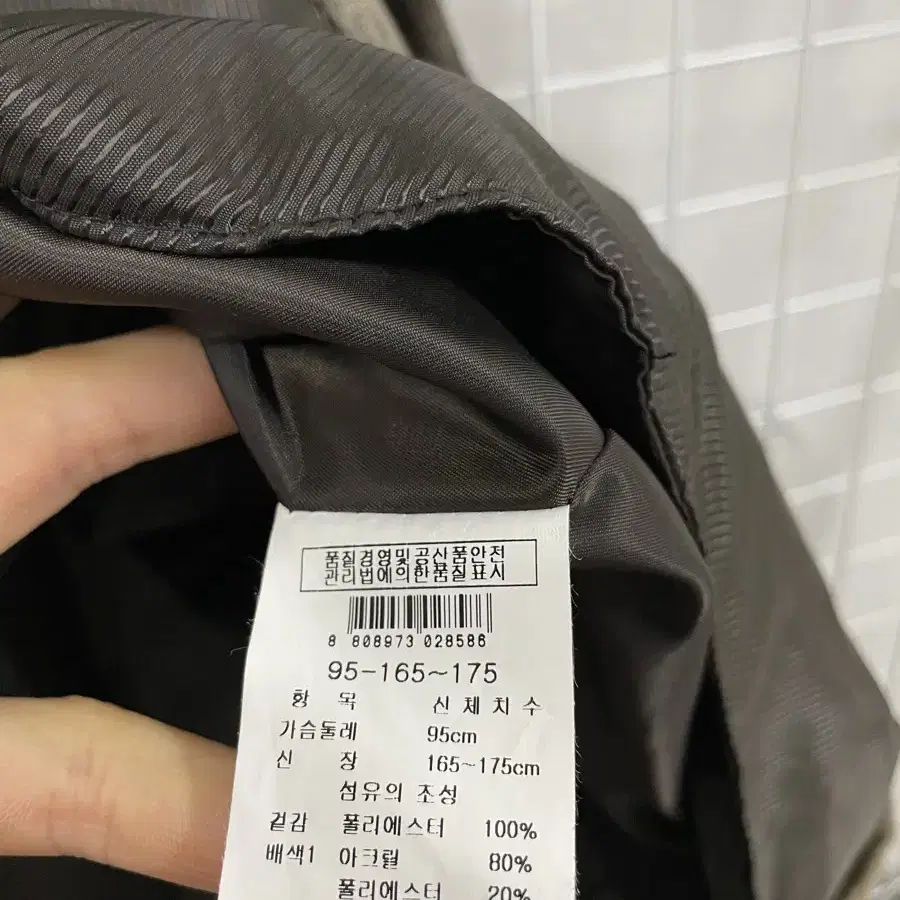 품질경영및공산품안전
관리법에의한품질표시
8 808973 028586
95-165~175
항 목 신체치수
가슴둘레 95cm
신 장 165~175cm
섬유의 조성
겉감 폴리에스터 100%
배색1 아크릴 80%
폴리에스터 20%